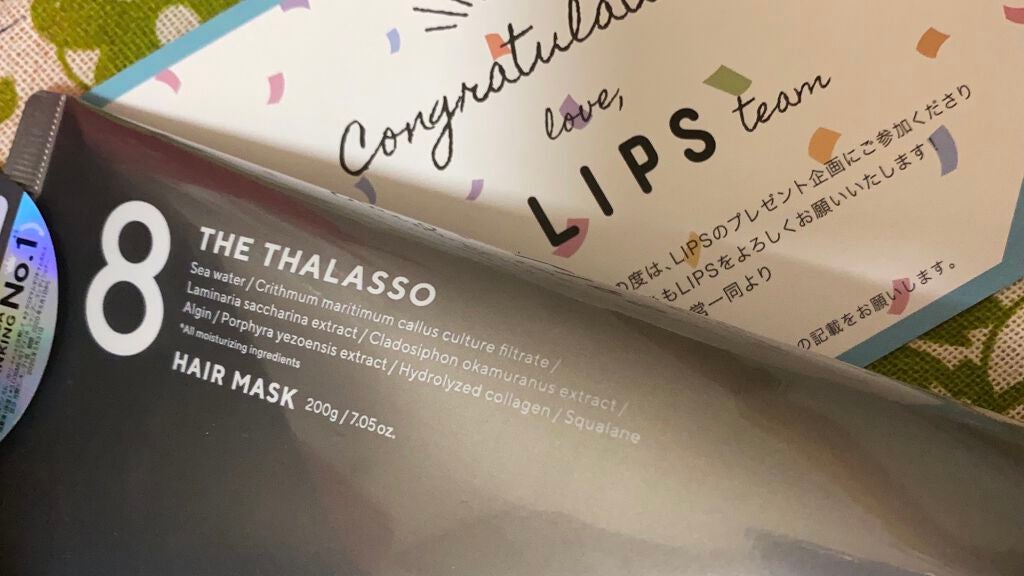 Congratulat
love,
LIPS team
の度は、LIPSのプレゼント企画にご参加くださり
もLIPSをよろしくお願いいたします!
営一同より
の記載をお願いします。
8
THE THALASSO
Sea water / Crithmum maritimum callus culture filtrate /
Laminaria saccharina extract / Cladosiphon okamuranus extract /
Algin / Porphyra yezoensis extract / Hydrolyzed collagen / Squalane
*All moisturizing ingredients
HAIR MASK 200g / 7.05oz.
No.1